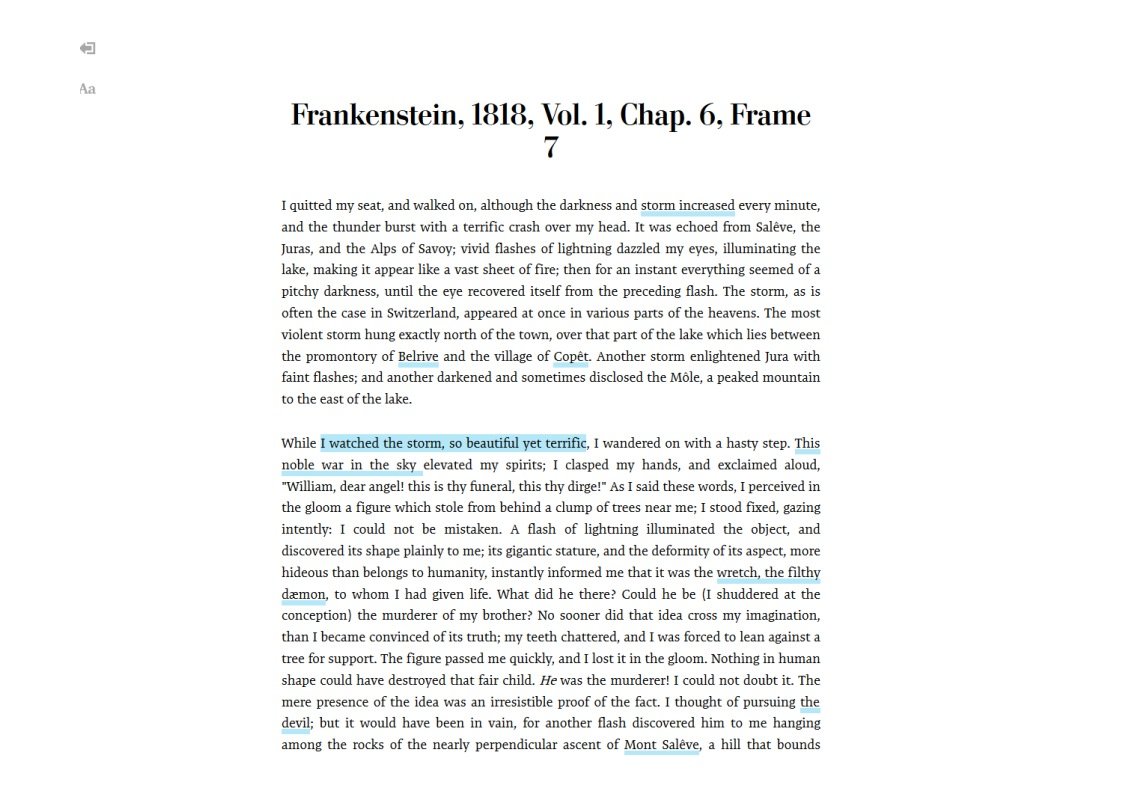 Aa
Frankenstein, 1818, Vol. 1, Chap. 6, Frame
7
I quitted my seat, and walked on, although the darkness and storm increased every minute,
and the thunder burst with a terrific crash over my head. It was echoed from Salêve, the
Juras, and the Alps of Savoy; vivid flashes of lightning dazzled my eyes, illuminating the
lake, making it appear like a vast sheet of fire; then for an instant everything seemed of a
pitchy darkness, until the eye recovered itself from the preceding flash. The storm, as is
often the case in Switzerland, appeared at once in various parts of the heavens. The most
violent storm hung exactly north of the town, over that part of the lake which lies between
the promontory of Belrive and the village of Copêt. Another storm enlightened Jura with
faint flashes; and another darkened and sometimes disclosed the Môle, a peaked mountain
to the east of the lake.
While I watched the storm, so beautiful yet terrific, I wandered on with a hasty step. This
noble war in the sky elevated my spirits; I clasped my hands, and exclaimed aloud,
"William, dear angel! this is thy funeral, this thy dirge!" As I said these words, I perceived in
the gloom a figure which stole from behind a clump of trees near me; I stood fixed, gazing
intently: I could not be mistaken. A flash of lightning illuminated the object, and
discovered its shape plainly to me; its gigantic stature, and the deformity of its aspect, more
hideous than belongs to humanity, instantly informed me that it was the wretch, the filthy
dæmon, to whom I had given life. What did he there? Could he be (I shuddered at the
conception) the murderer of my brother? No sooner did that idea cross my imagination,
than I became convinced of its truth; my teeth chattered, and I was forced to lean against a
tree for support. The figure passed me quickly, and I lost it in the gloom. Nothing in human
shape could have destroyed that fair child. He was the murderer! I could not doubt it. The
mere presence of the idea was an irresistible proof of the fact. I thought of pursuing the
devil; but it would have been in vain, for another flash discovered him to me hanging
among the rocks of the nearly perpendicular ascent of Mont Salêve, a hill that bounds